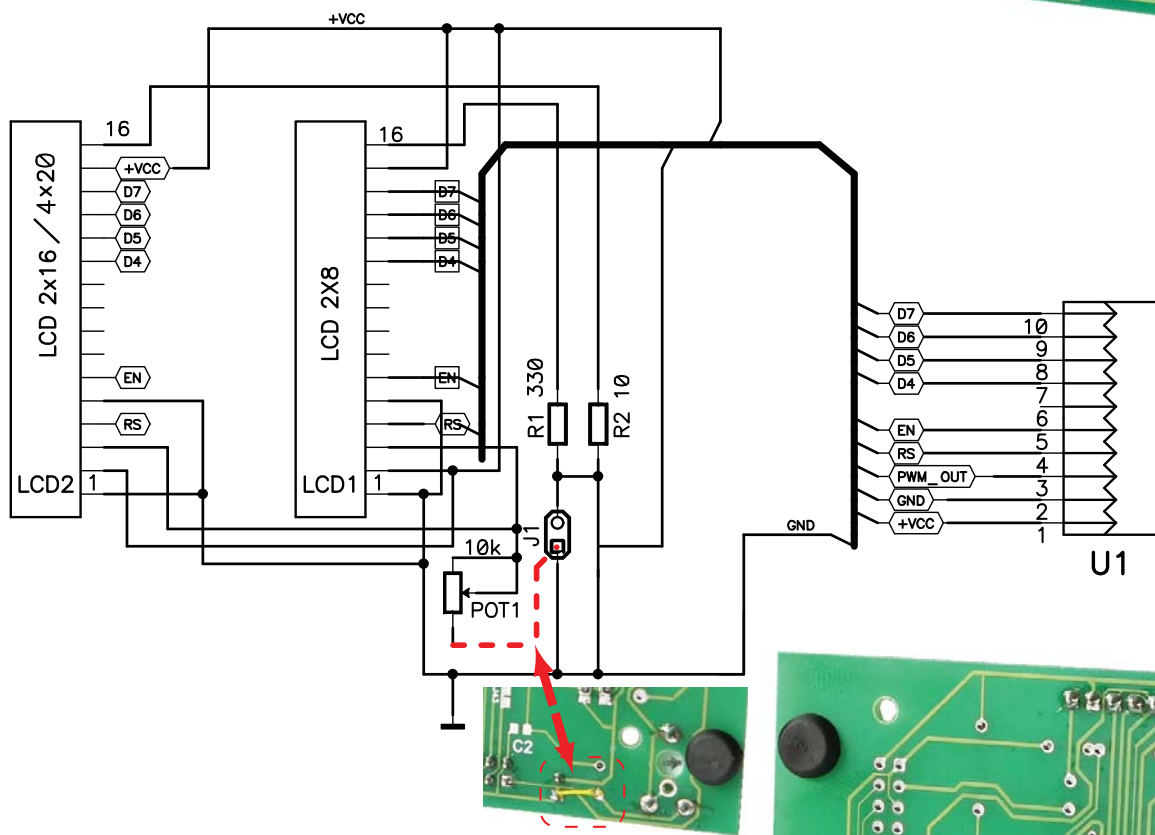 +VCC
16
+VCC
D7
D6
D5
D4
EN
RS
1
LCD 2x16 / 4x20
LCD2
16
D7
D6
D5
D4
EN
RS
1
LCD 2X8
LCD1
R1 330
R2 10
J1
10k
POT1
GND
D7
D6
D5
D4
EN
RS
PWM_OUT
GND
+VCC
10
9
8
7
6
5
4
3
2
1
U1
C2